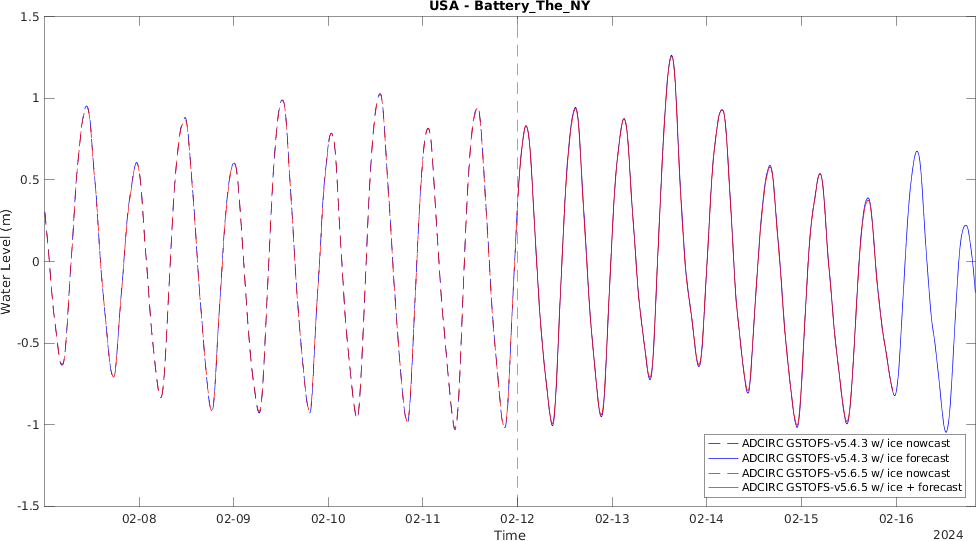 USA - Battery_The_NY
1.5
1
0.5
0
-0.5
-1
-1.5
Water Level (m)
ADCIRC GSTOFS-v5.4.3 w/ ice nowcast
ADCIRC GSTOFS-v5.4.3 w/ ice forecast
ADCIRC GSTOFS-v5.6.5 w/ ice nowcast
ADCIRC GSTOFS-v5.6.5 w/ ice + forecast
02-08 02-09 02-10 02-11 02-12 02-13 02-14 02-15 02-16
Time
2024